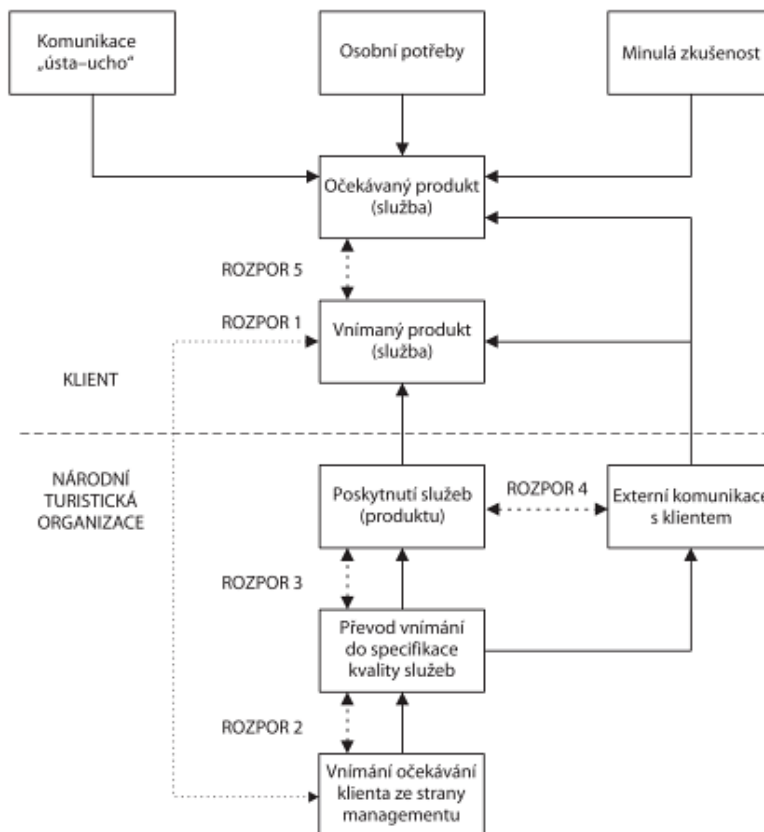 Komunikace
„ústa–ucho“
Osobní potřeby
Minulá zkušenost
Očekávaný produkt
(služba)
ROZPOR 5
ROZPOR 1
Vnímaný produkt
(služba)
KLIENT
NÁRODNÍ
TURISTICKÁ
ORGANIZACE
Poskytnutí služeb
(produktu)
ROZPOR 4
Externí komunikace
s klientem
ROZPOR 3
Převod vnímání
do specifikace
kvality služeb
ROZPOR 2
Vnímání očekávání
klienta ze strany
managementu